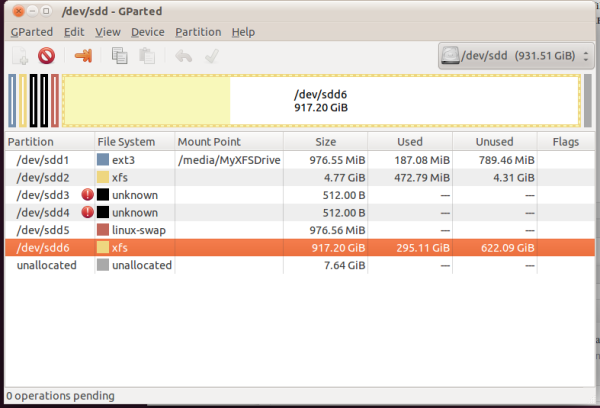 /dev/sdd - GParted
GParted Edit View Device Partition Help
/dev/sdd (931.51 GiB)
/dev/sdd6
917.20 GiB
Partition File System Mount Point Size Used Unused Flags
/dev/sdd1 ext3 /media/MyXFSDrive 976.55 MiB 187.08 MiB 789.46 MiB
/dev/sdd2 xfs 4.77 GiB 472.79 MiB 4.31 GiB
/dev/sdd3 unknown 512.00 B --- ---
/dev/sdd4 unknown 512.00 B --- ---
/dev/sdd5 linux-swap 976.56 MiB --- ---
/dev/sdd6 xfs 917.20 GiB 295.11 GiB 622.09 GiB
unallocated unallocated 7.64 GiB --- ---
0 operations pending